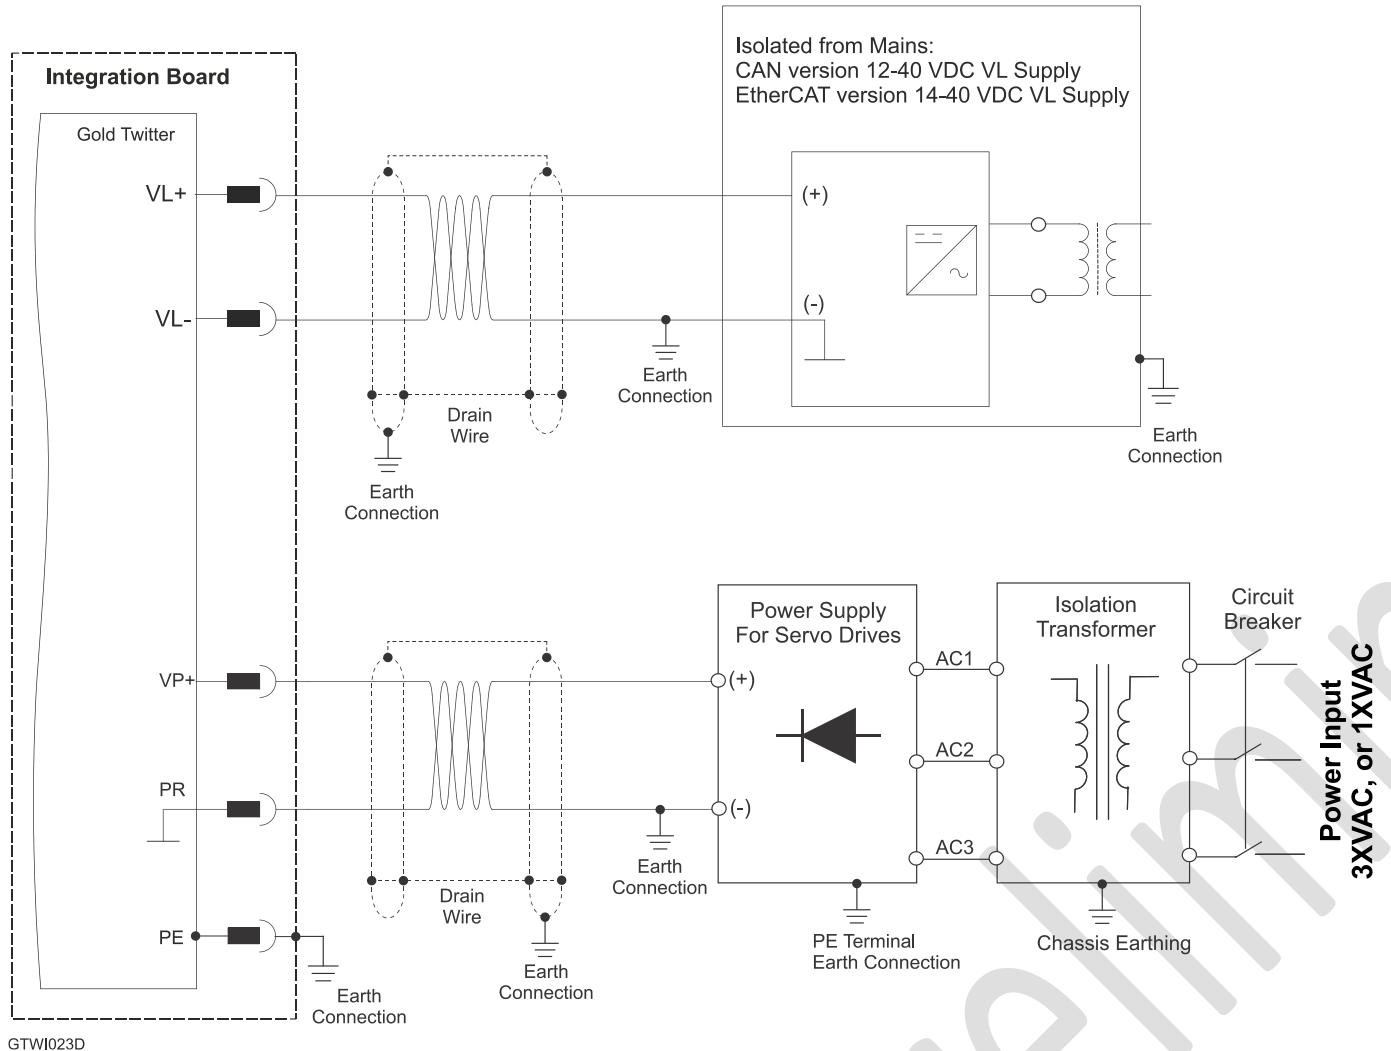 Integration Board
Gold Twitter
VL+
VL-
VP+
PR
PE
Earth
Connection
Drain
Wire
Earth
Connection
Earth
Connection
Isolated from Mains:
CAN version 12-40 VDC VL Supply
EtherCAT version 14-40 VDC VL Supply
(+)
(-)
Earth
Connection
Drain
Wire
Earth
Connection
Earth
Connection
Power Supply
For Servo Drives
(+)
(-)
PE Terminal
Earth Connection
AC1
AC2
AC3
Isolation
Transformer
Chassis Earthing
Circuit
Breaker
Power Input
3XVAC, or 1XVAC
GTWI023D
elimin